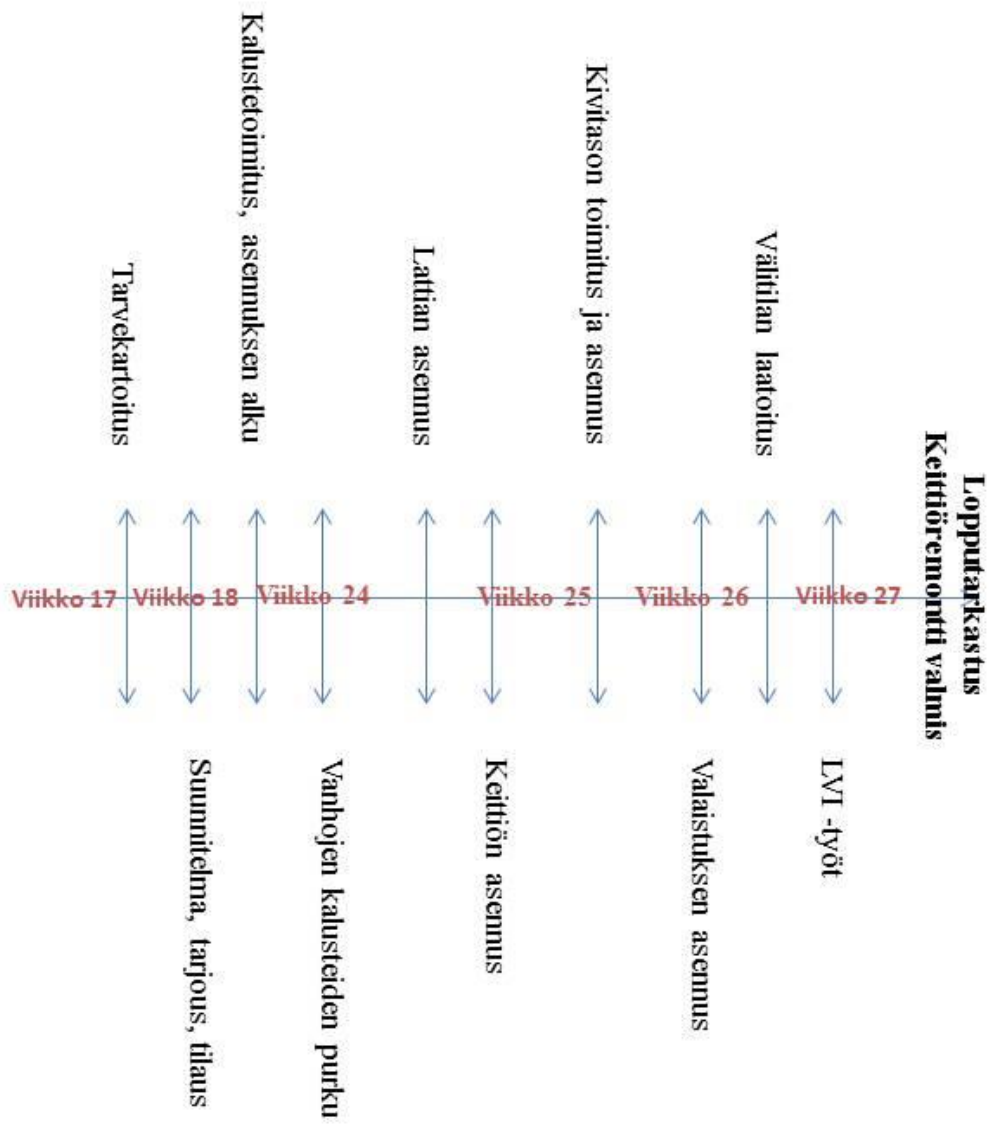 Tarvekartoitus
Kalustetoimitus, asennuksen alku
Lattian asennus
Kivitason toimitus ja asennus
Välitilan laatoitus
Lopputarkastus
Keittiöremontti valmis
Viikko 17
Viikko 18
Viikko 24
Viikko 25
Viikko 26
Viikko 27
Suunnitelma, tarjous, tilaus
Vanhojen kalusteiden purku
Keittiön asennus
Valaistuksen asennus
LVI -työt